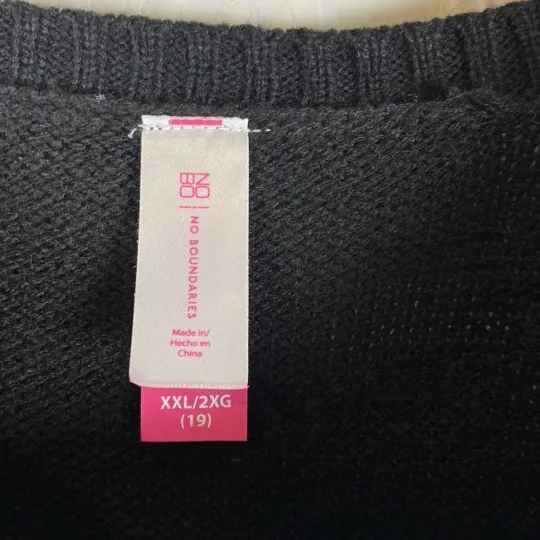 NO
BO
NO BOUNDARIES
Made in/
Hecho en
China
XXL/2XG
(19)